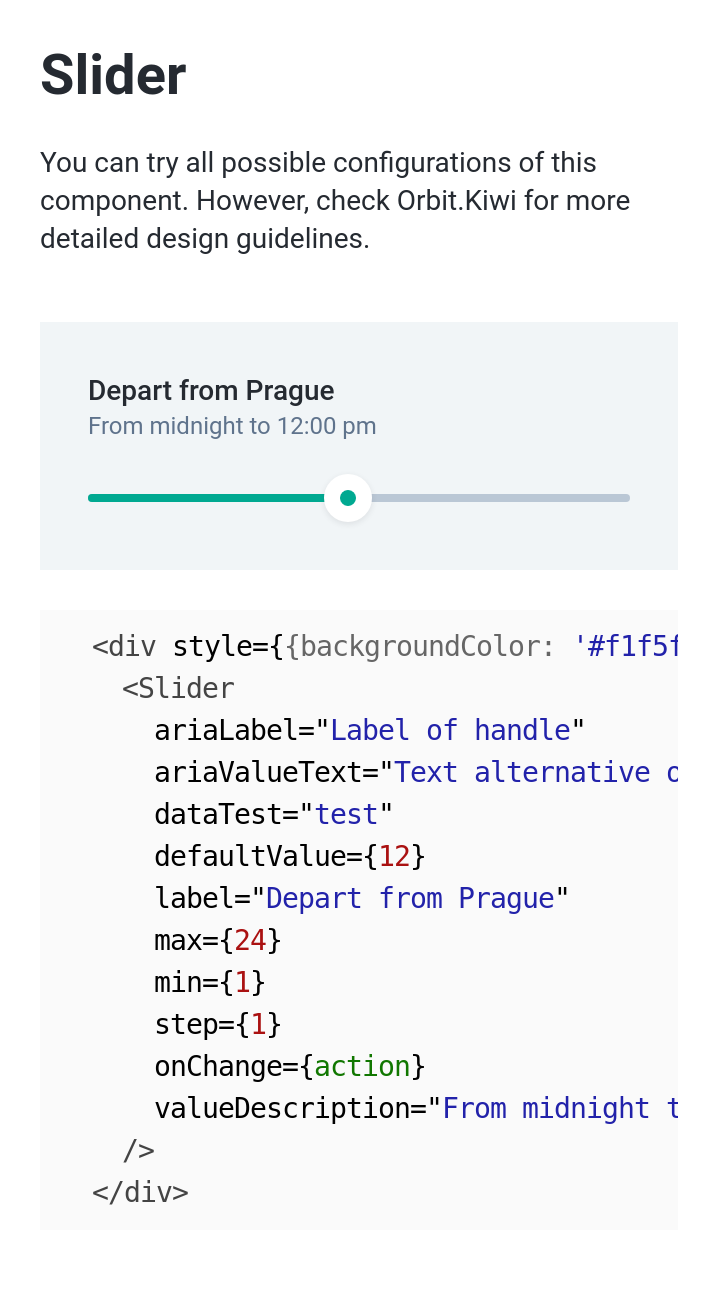 Slider
You can try all possible configurations of this
component. However, check Orbit.Kiwi for more
detailed design guidelines.
Depart from Prague
From midnight to 12:00 pm
<div style={{backgroundColor: '#f1f5f
<Slider
ariaLabel="Label of handle"
ariaValueText="Text alternative o
dataTest="test"
defaultValue={12}
label="Depart from Prague"
max={24}
min={1}
step={1}
onChange={action}
valueDescription="From midnight t
/>
</div>